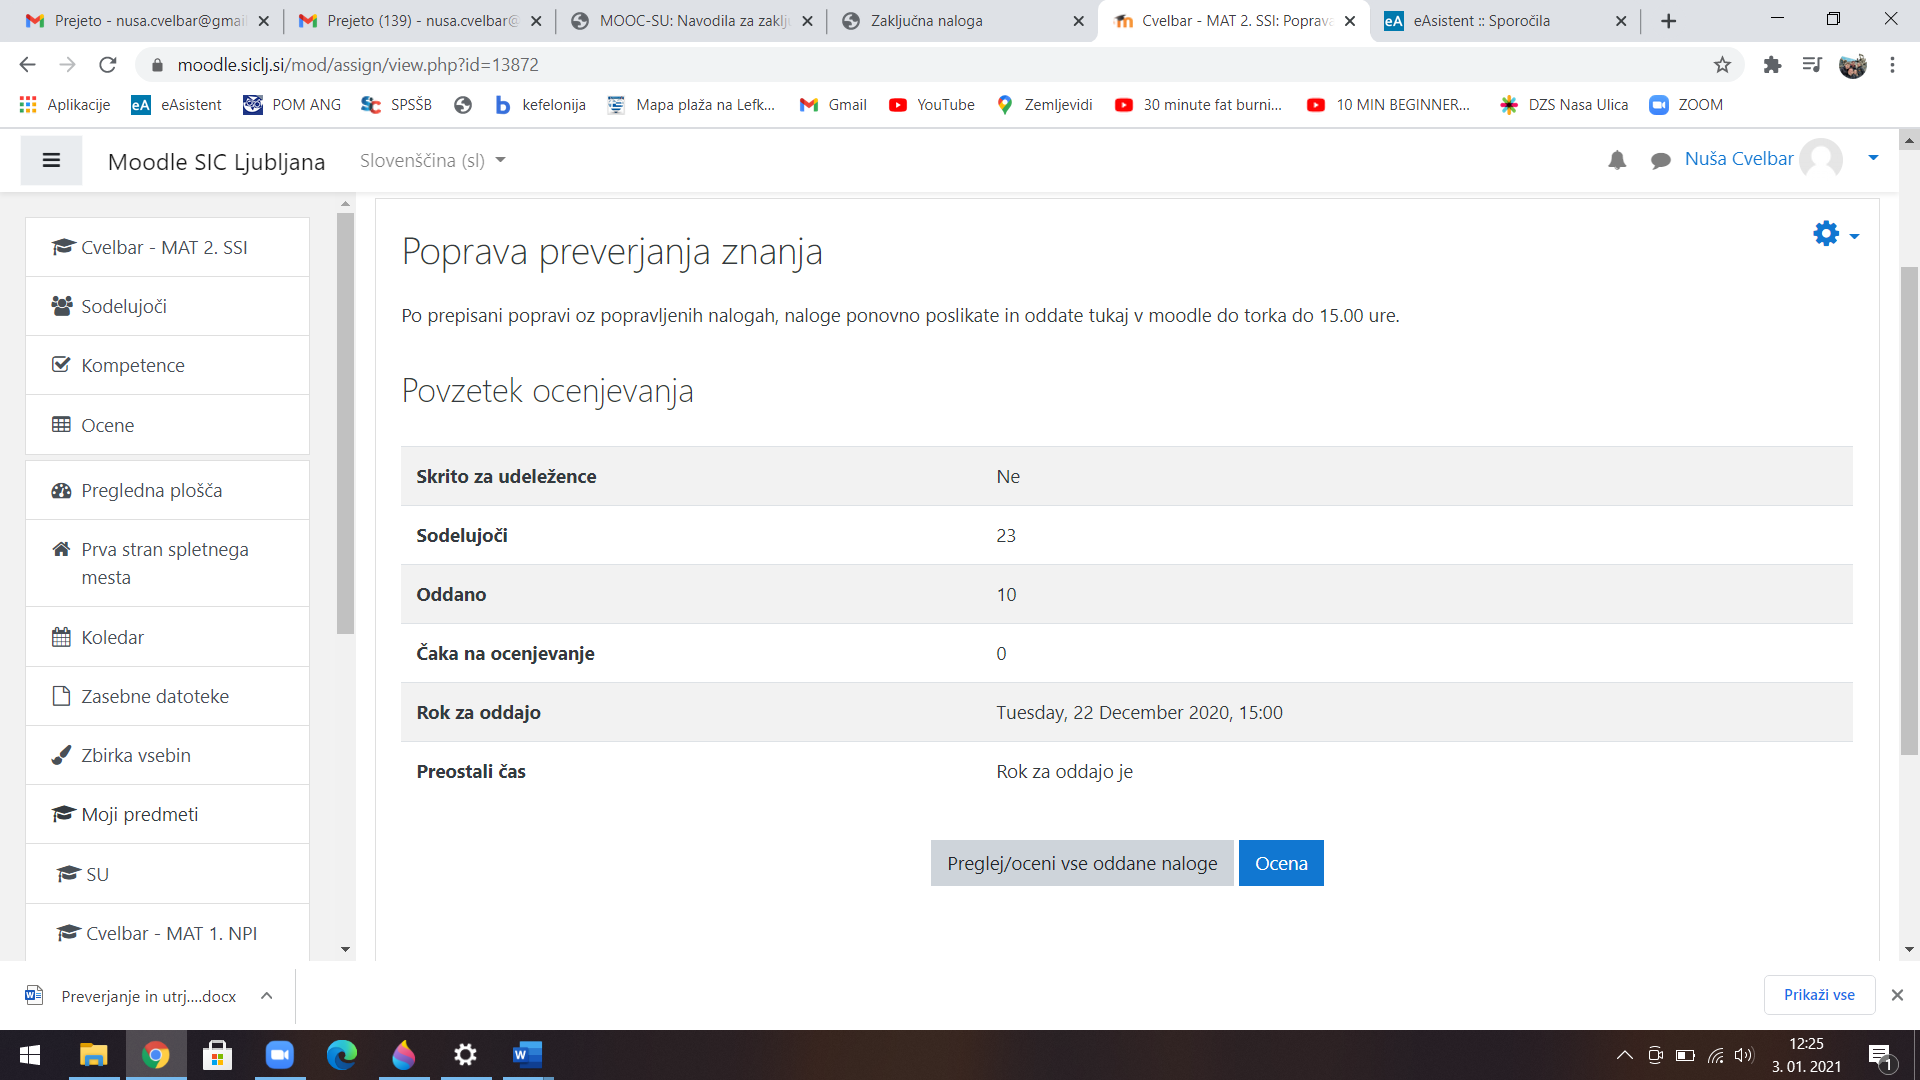 Prejeto - nusa.cvelbar@gmai
Prejeto (139) - nusa.cvelbar@
MOOC-SU: Navodila za zaklju
Zaključna naloga
Cvelbar - MAT 2. SSI: Poprava
eAsistent :: Sporočila
moodle.siclj.si/mod/assign/view.php?id=13872
Aplikacije
eAsistent
POM ANG
SPSŠB
kefelonija
Mapa plaža na Lefk...
Gmail
YouTube
Zemljevidi
30 minute fat burni...
10 MIN BEGINNER...
DZS Nasa Ulica
ZOOM
Moodle SIC Ljubljana
Slovenščina (sl)
Nuša Cvelbar
Cvelbar - MAT 2. SSI
Sodelujoči
Kompetence
Ocene
Pregledna plošča
Prva stran spletnega
mesta
Koledar
Zasebne datoteke
Zbirka vsebin
Moji predmeti
SU
Cvelbar - MAT 1. NPI
Poprava preverjanja znanja
Po prepisani popravi oz popravljenih nalogah, naloge ponovno poslikate in oddate tukaj v moodle do torka do 15.00 ure.
Povzetek ocenjevanja
Skrito za udeležence Ne
Sodelujoči 23
Oddano 10
Čaka na ocenjevanje 0
Rok za oddajo Tuesday, 22 December 2020, 15:00
Preostali čas Rok za oddajo je
Preglej/oceni vse oddane naloge Ocena
Preverjanje in utrj....docx
Prikaži vse
12:25
3. 01. 2021
1